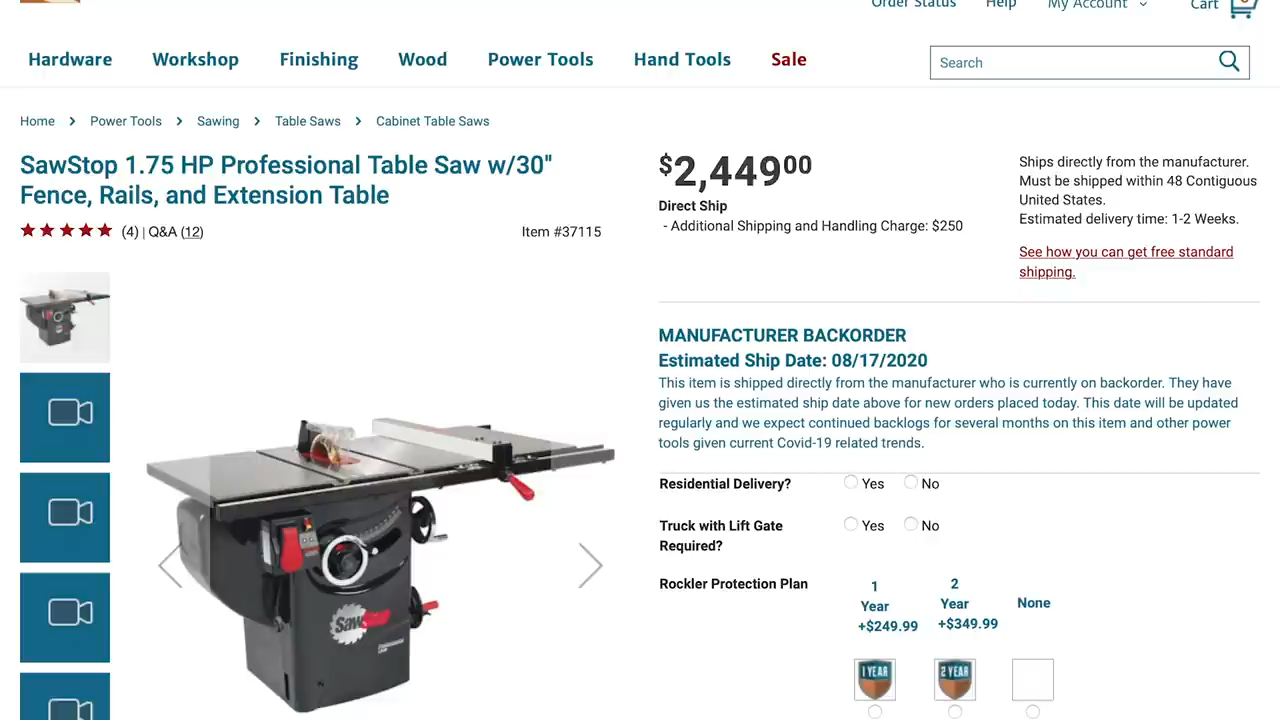 Order Status Help My Account Cart
Hardware Workshop Finishing Wood Power Tools Hand Tools Sale
Search
Home Power Tools Sawing Table Saws Cabinet Table Saws
SawStop 1.75 HP Professional Table Saw w/30"
Fence, Rails, and Extension Table
(4) | Q&A (12)
Item #37115
$2,44900
Direct Ship
- Additional Shipping and Handling Charge: $250
Ships directly from the manufacturer.
Must be shipped within 48 Contiguous
United States.
Estimated delivery time: 1-2 Weeks.
See how you can get free standard
shipping.
MANUFACTURER BACKORDER
Estimated Ship Date: 08/17/2020
This item is shipped directly from the manufacturer who is currently on backorder. They have
given us the estimated ship date above for new orders placed today. This date will be updated
regularly and we expect continued backlogs for several months on this item and other power
tools given current Covid-19 related trends.
Residential Delivery? Yes No
Truck with Lift Gate
Required?
Yes No
Rockler Protection Plan
1
Year
+$249.99
2
Year
+$349.99
None
1 YEAR
2 YEAR
SawStop